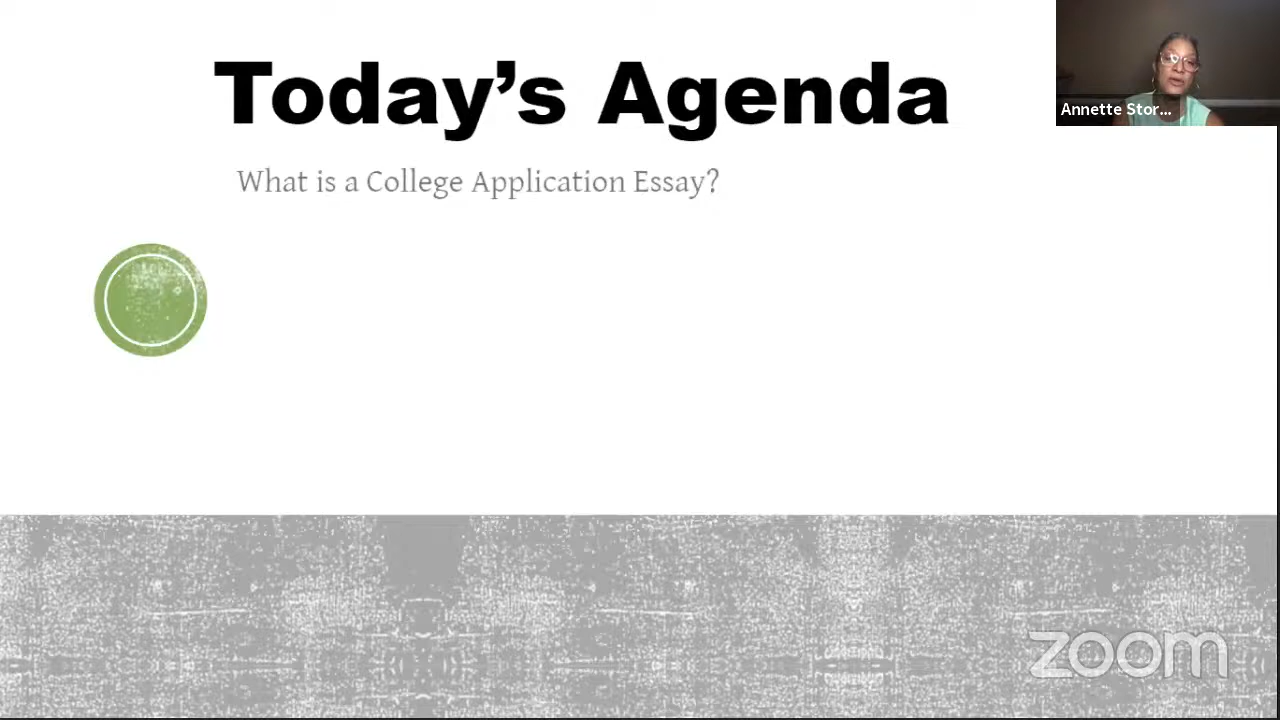 Today’s Agenda
What is a College Application Essay?
Annette Stor...
zoom